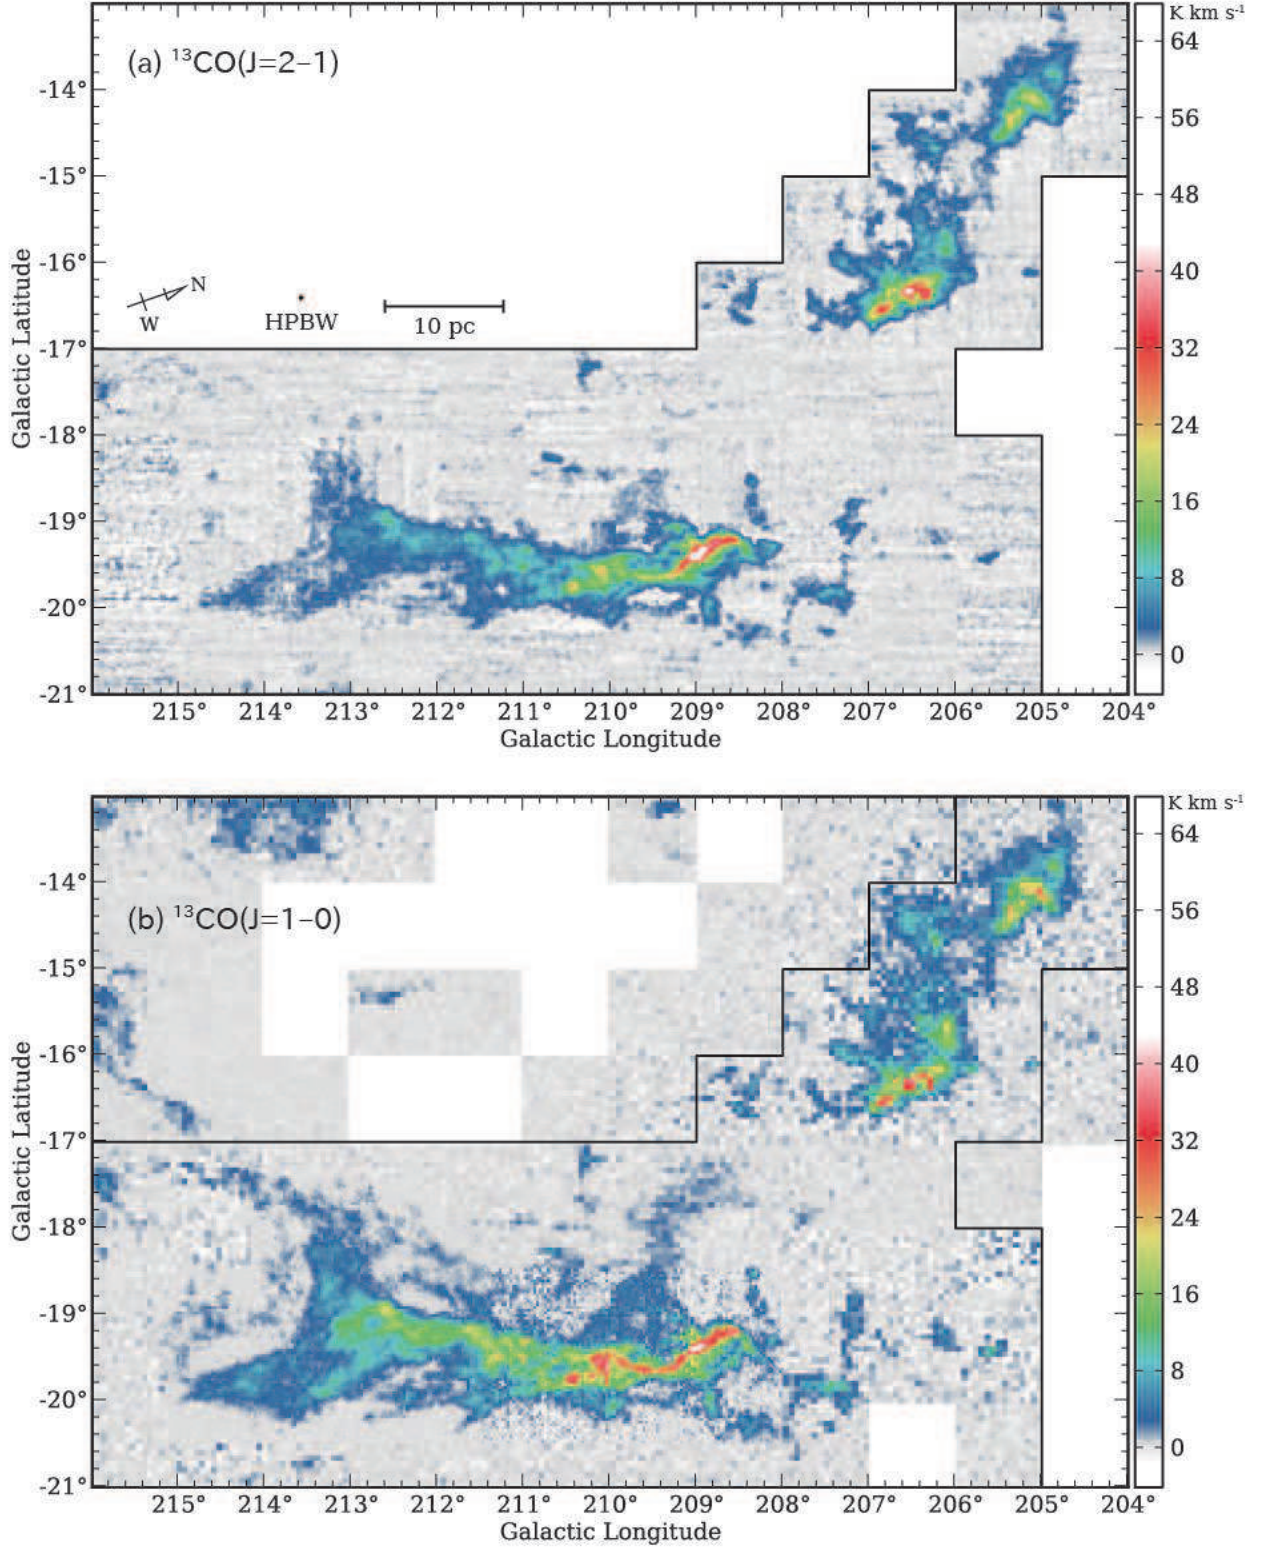 K km s-1
(a) 13CO(J=2–1)
64
56
48
40
32
24
16
8
0
-14°
-15°
-16°
-17°
-18°
-19°
-20°
-21°
Galactic Latitude
N
W
HPBW
10 pc
215° 214° 213° 212° 211° 210° 209° 208° 207° 206° 205° 204°
Galactic Longitude
K km s-1
(b) 13CO(J=1–0)
64
56
48
40
32
24
16
8
0
-14°
-15°
-16°
-17°
-18°
-19°
-20°
-21°
Galactic Latitude
215° 214° 213° 212° 211° 210° 209° 208° 207° 206° 205° 204°
Galactic Longitude